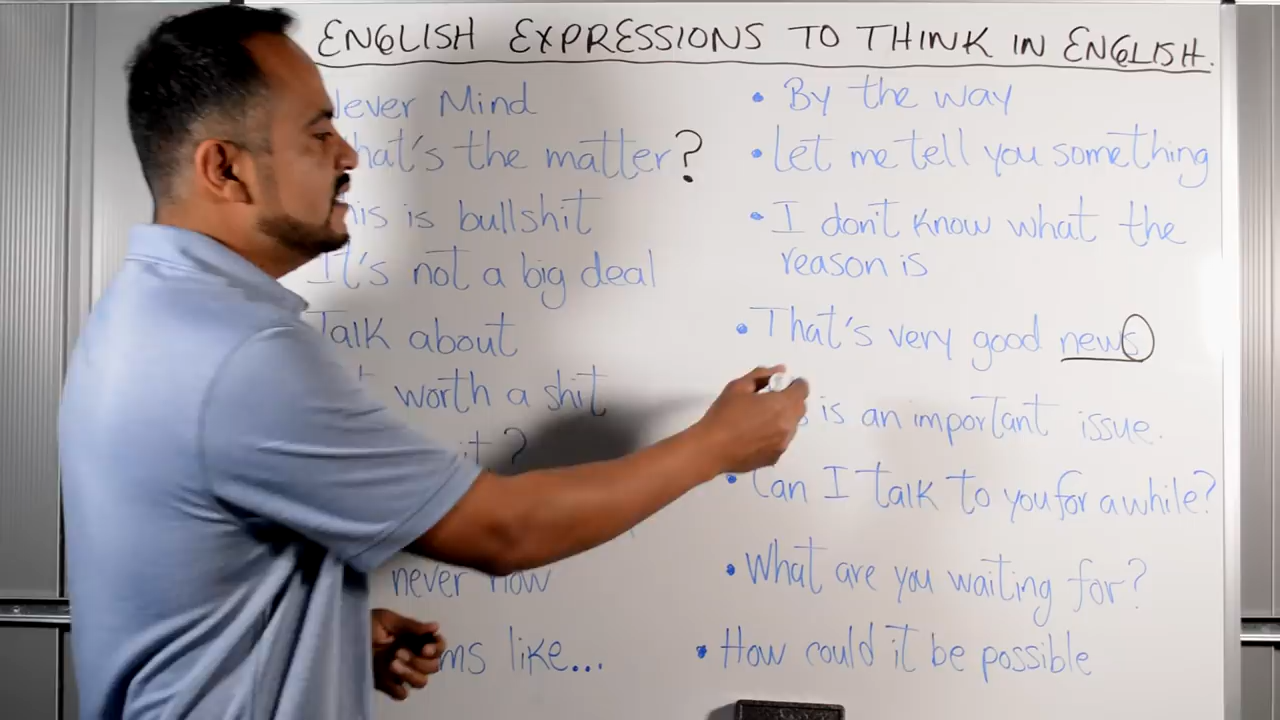 ENGLISH EXPRESSIONS TO THINK IN ENGLISH.
Never Mind
hat's the matter?
his is bullshit
It's not a big deal
Talk about
worth a shit
it?
never now
ms like...
• By the way
• Let me tell you something
• I don't know what the
reason is
• That's very good news
is an important issue.
• Can I talk to you for a while?
• What are you waiting for?
• How could it be possible